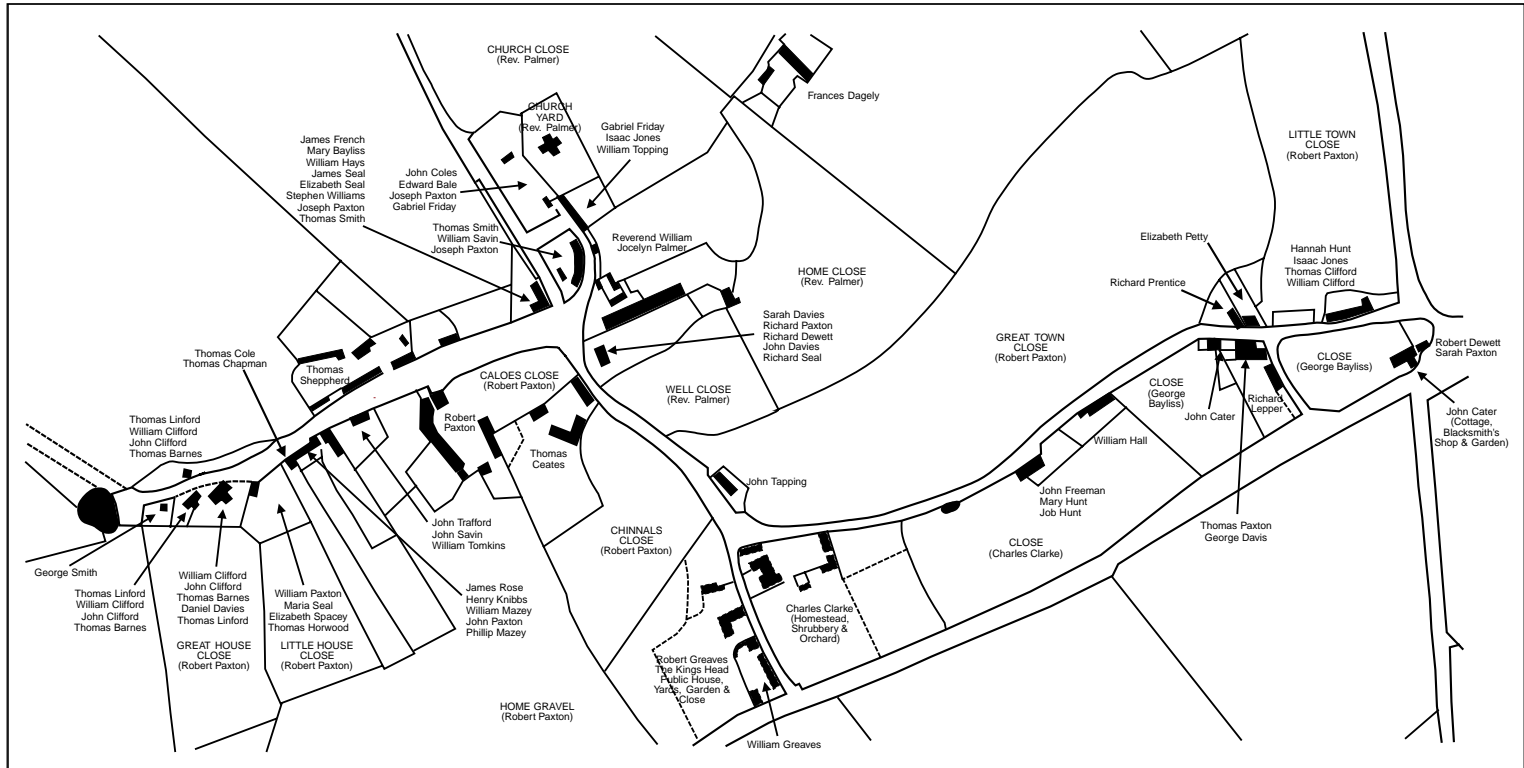 CHURCH CLOSE
(Rev. Palmer)
Frances Dagely
CHURCH
YARD
(Rev. Palmer)
Gabriel Friday
Isaac Jones
William Topping
LITTLE TOWN
CLOSE
(Robert Paxton)
James French
Mary Bayliss
William Hays
James Seal
Elizabeth Seal
Stephen Williams
Joseph Paxton
Thomas Smith
John Coles
Edward Bale
Joseph Paxton
Gabriel Friday
Thomas Smith
William Savin
Joseph Paxton
Reverend William
Jocelyn Palmer
HOME CLOSE
(Rev. Palmer)
Elizabeth Petty
Richard Prentice
Hannah Hunt
Isaac Jones
Thomas Clifford
William Clifford
Sarah Davies
Richard Paxton
Richard Dewett
John Davies
Richard Seal
GREAT TOWN
CLOSE
(Robert Paxton)
Robert Dewett
Sarah Paxton
Thomas Cole
Thomas Chapman
Thomas
Sheppherd
CALOES CLOSE
(Robert Paxton)
WELL CLOSE
(Rev. Palmer)
CLOSE
(George Bayliss)
CLOSE
(George
Bayliss)
John Cater
Richard
Lepper
John Cater
(Cottage,
Blacksmith's
Shop & Garden)
Thomas Linford
William Clifford
John Clifford
Thomas Barnes
Robert
Paxton
Thomas
Ceates
William Hall
John Tapping
John Freeman
Mary Hunt
Job Hunt
John Trafford
John Savin
William Tomkins
CHINNALS
CLOSE
(Robert Paxton)
CLOSE
(Charles Clarke)
Thomas Paxton
George Davis
George Smith
Thomas Linford
William Clifford
John Clifford
Thomas Barnes
William Clifford
John Clifford
Thomas Barnes
Daniel Davies
Thomas Linford
William Paxton
Maria Seal
Elizabeth Spacey
Thomas Horwood
James Rose
Henry Knibbs
William Mazey
John Paxton
Phillip Mazey
Charles Clarke
(Homestead,
Shrubbery &
Orchard)
GREAT HOUSE
CLOSE
(Robert Paxton)
LITTLE HOUSE
CLOSE
(Robert Paxton)
Robert Greaves
The Kings Head
Public House,
Yards, Garden &
Close
HOME GRAVEL
(Robert Paxton)
William Greaves